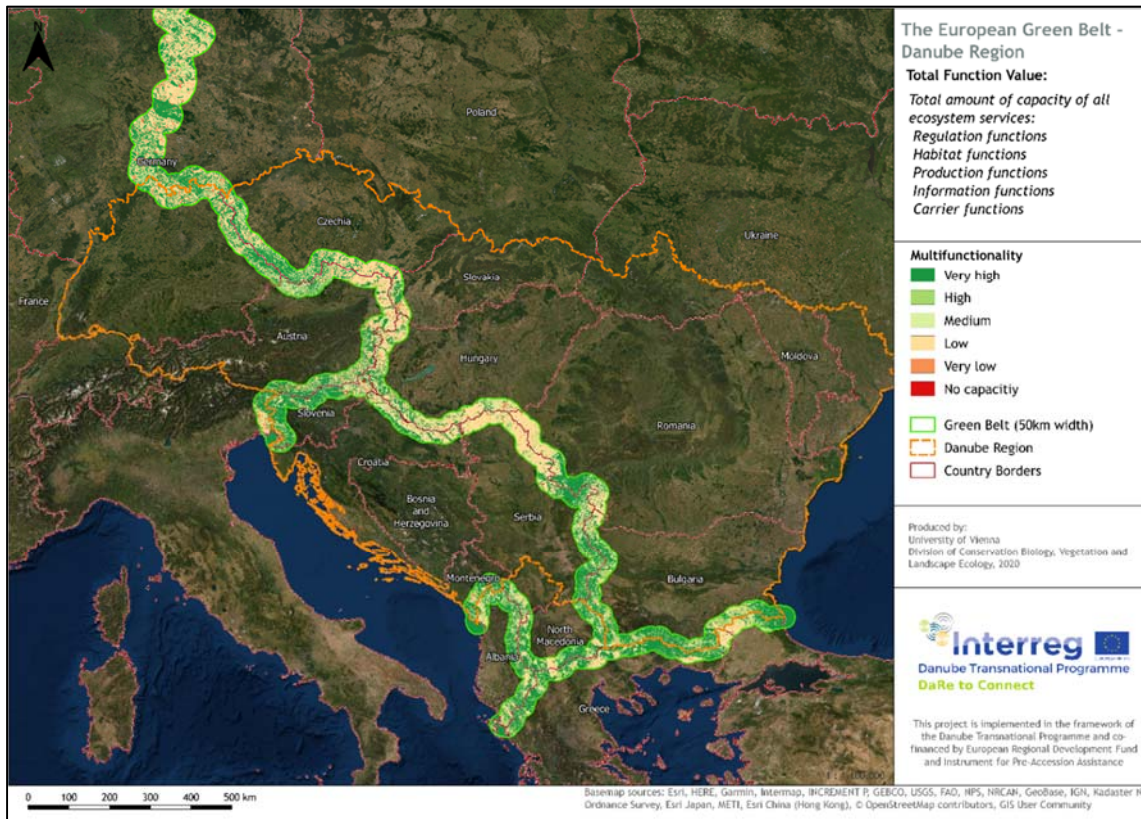 The European Green Belt -
Danube Region
Total Function Value:
Total amount of capacity of all
ecosystem services:
Regulation functions
Habitat functions
Production functions
Information functions
Carrier functions
Multifunctionality
Very high
High
Medium
Low
Very low
No capacitiy
Green Belt (50km width)
Danube Region
Country Borders
Produced by:
University of Vienna
Division of Conservation Biology, Vegetation and
Landscape Ecology, 2020
Interreg
Danube Transnational Programme
DaRe to Connect
This project is implemented in the framework of
the Danube Transnational Programme and co-
financed by European Regional Development Fund
and Instrument for Pre-Accession Assistance
N
Poland
Germany
Czechia
Ukraine
Slovakia
France
Austria
Hungary
Moldova
Slovenia
Romania
Croatia
Bosnia
and
Herzegovina
Serbia
Montenegro
Bulgaria
North
Macedonia
Albania
Greece
0 100 200 300 400 500 km
Basemap sources: Esri, HERE, Garmin, Intermap, INCREMENT P, GEBCO, USGS, FAO, NPS, NRCAN, GeoBase, IGN, Kadaster N
Ordnance Survey, Esri Japan, METI, Esri China (Hong Kong), © OpenStreetMap contributors, GIS User Community